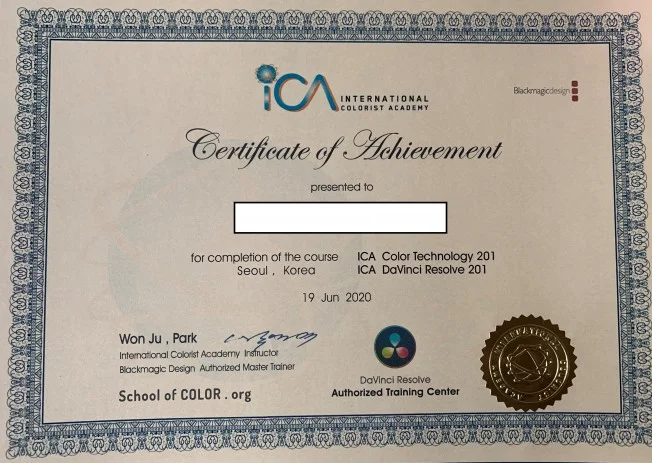 ICA INTERNATIONAL
COLORIST ACADEMY
Blackmagicdesign
Certificate of Achievement
presented to
for completion of the course ICA Color Technology 201
Seoul , Korea ICA DaVinci Resolve 201
19 Jun 2020
Won Ju , Park
International Colorist Academy Instructor
Blackmagic Design Authorized Master Trainer
School of COLOR . org
DaVinci Resolve
Authorized Training Center